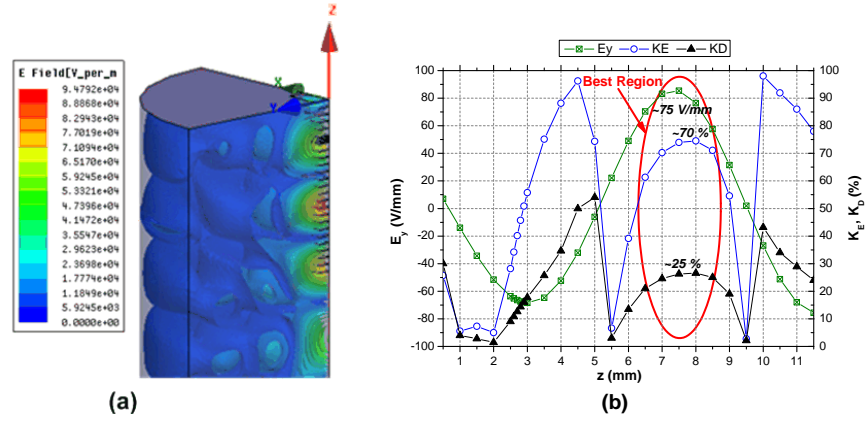 E Field[V_per_m
9.4792e+04
8.8868e+04
8.2943e+04
7.7019e+04
7.1094e+04
6.5170e+04
5.9245e+04
5.3321e+04
4.7396e+04
4.1472e+04
3.5547e+04
2.9623e+04
2.3698e+04
1.7774e+04
1.1849e+04
5.9245e+03
0.0000e+00
Z
X
Y
(a)
Ey KE KD
Best Region
~75 V/mm
~70 %
~25 %
100
80
60
40
20
0
-20
-40
-60
-80
-100
E_y (V/mm)
100
90
80
70
60
50
40
30
20
10
0
K_E, K_D (%)
1 2 3 4 5 6 7 8 9 10 11
z (mm)
(b)